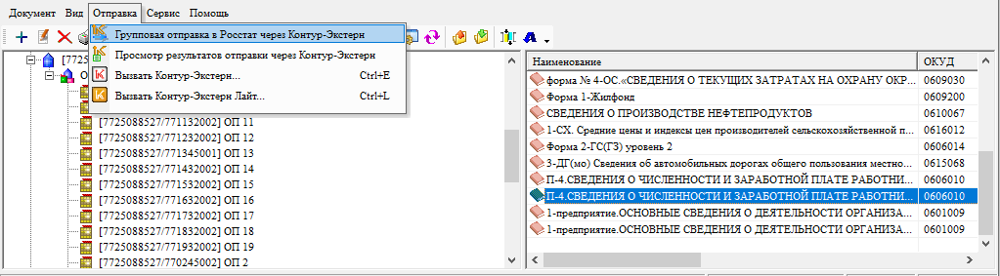 Документ Вид Отправка Сервис Помощь
Групповая отправка в Росстат через Контур-Экстерн
Просмотр результатов отправки через Контур-Экстерн
Вызвать Контур-Экстерн... Ctrl+E
Вызвать Контур-Экстерн Лайт... Ctrl+L
[7725
О
[7725088527/771132002] ОП 11
[7725088527/771232002] ОП 12
[7725088527/771345001] ОП 13
[7725088527/771432002] ОП 14
[7725088527/771532002] ОП 15
[7725088527/771632002] ОП 16
[7725088527/771732002] ОП 17
[7725088527/771832002] ОП 18
[7725088527/771932002] ОП 19
[7725088527/770245002] ОП 2
Наименование ОКУД
форма № 4-ОС.«СВЕДЕНИЯ О ТЕКУЩИХ ЗАТРАТАХ НА ОХРАНУ ОКР... 0609030
Форма 1-Жилфонд 0609200
СВЕДЕНИЯ О ПРОИЗВОДСТВЕ НЕФТЕПРОДУКТОВ 0610067
1-СХ. Средние цены и индексы цен производителей сельскохозяйственной п... 0616012
Форма 2-ГС(ГЗ) уровень 2 0606014
3-ДГ(мо) Сведения об автомобильных дорогах общего пользования местно... 0615068
П-4.СВЕДЕНИЯ О ЧИСЛЕННОСТИ И ЗАРАБОТНОЙ ПЛАТЕ РАБОТНИ... 0606010
П-4.СВЕДЕНИЯ О ЧИСЛЕННОСТИ И ЗАРАБОТНОЙ ПЛАТЕ РАБОТНИ... 0606010
1-предприятие.ОСНОВНЫЕ СВЕДЕНИЯ О ДЕЯТЕЛЬНОСТИ ОРГАНИЗА... 0601009
1-предприятие.ОСНОВНЫЕ СВЕДЕНИЯ О ДЕЯТЕЛЬНОСТИ ОРГАНИЗА... 0601009